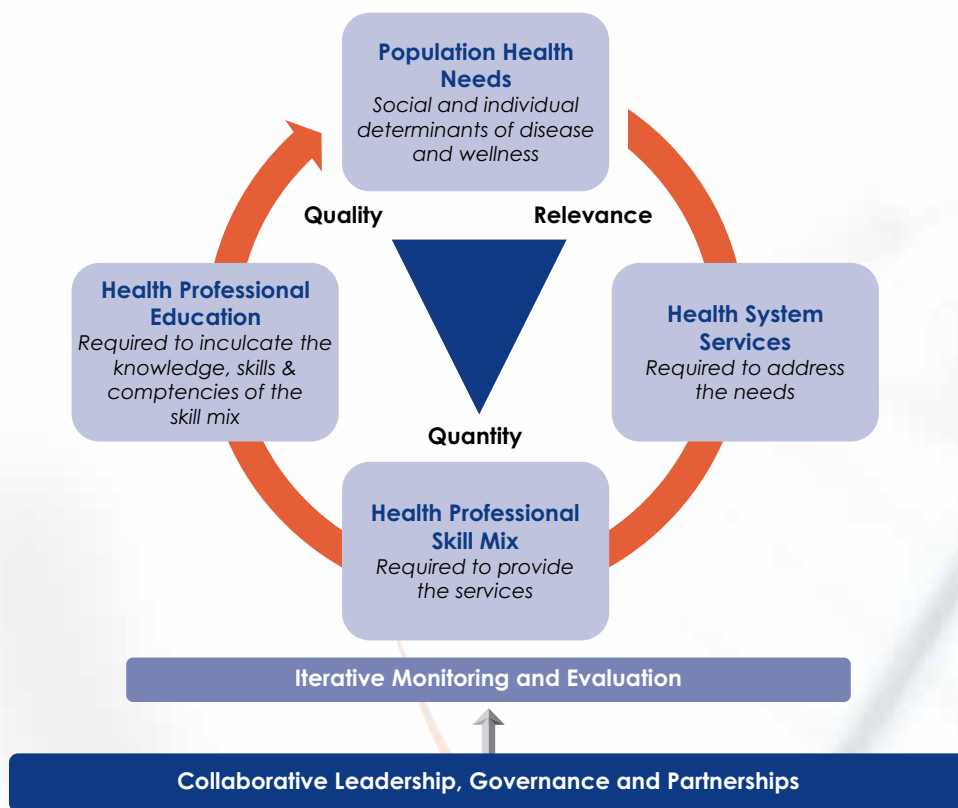 Population Health
Needs
Social and individual
determinants of disease
and wellness
Quality
Relevance
Health Professional
Education
Required to inculcate the
knowledge, skills &
comptencies of the
skill mix
Health System
Services
Required to address
the needs
Quantity
Health Professional
Skill Mix
Required to provide
the services
Iterative Monitoring and Evaluation
Collaborative Leadership, Governance and Partnerships